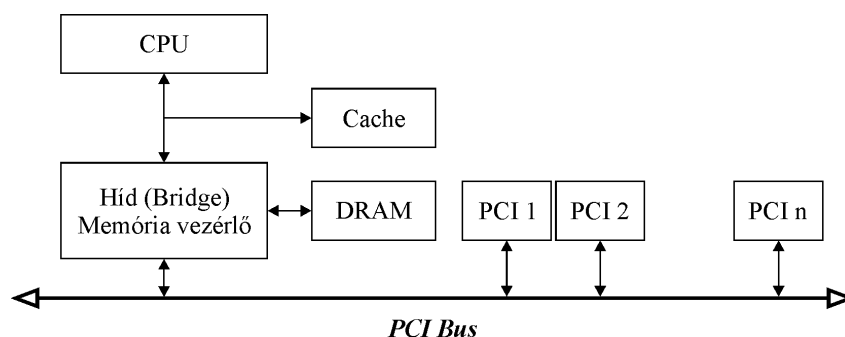 CPU
Cache
Híd (Bridge)
Memória vezérlő
DRAM
PCI 1
PCI 2
PCI n
PCI Bus